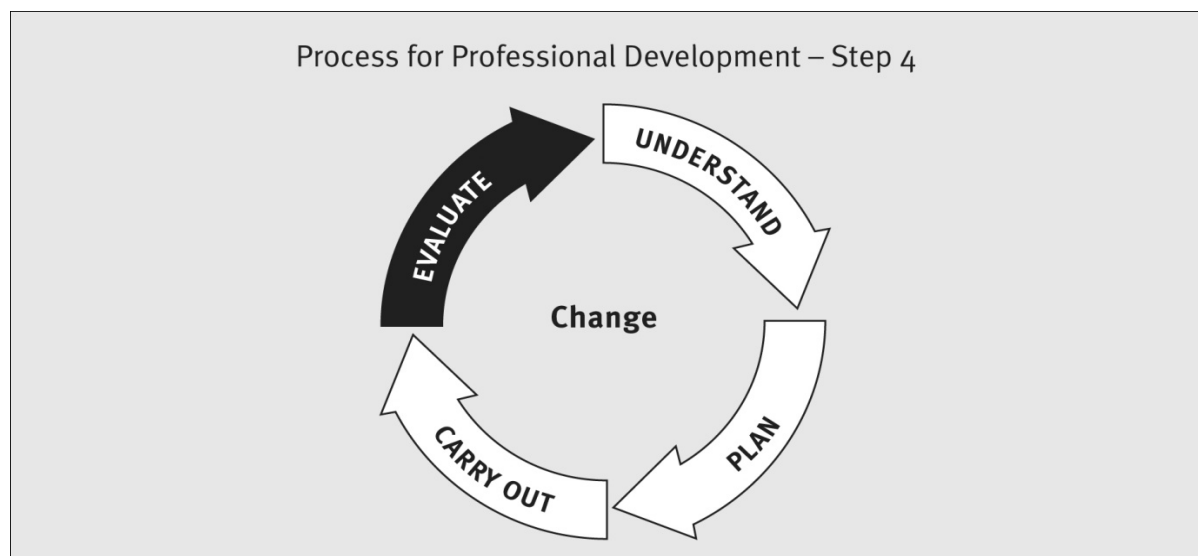 Process for Professional Development – Step 4
UNDERSTAND
PLAN
CARRY OUT
EVALUATE
Change